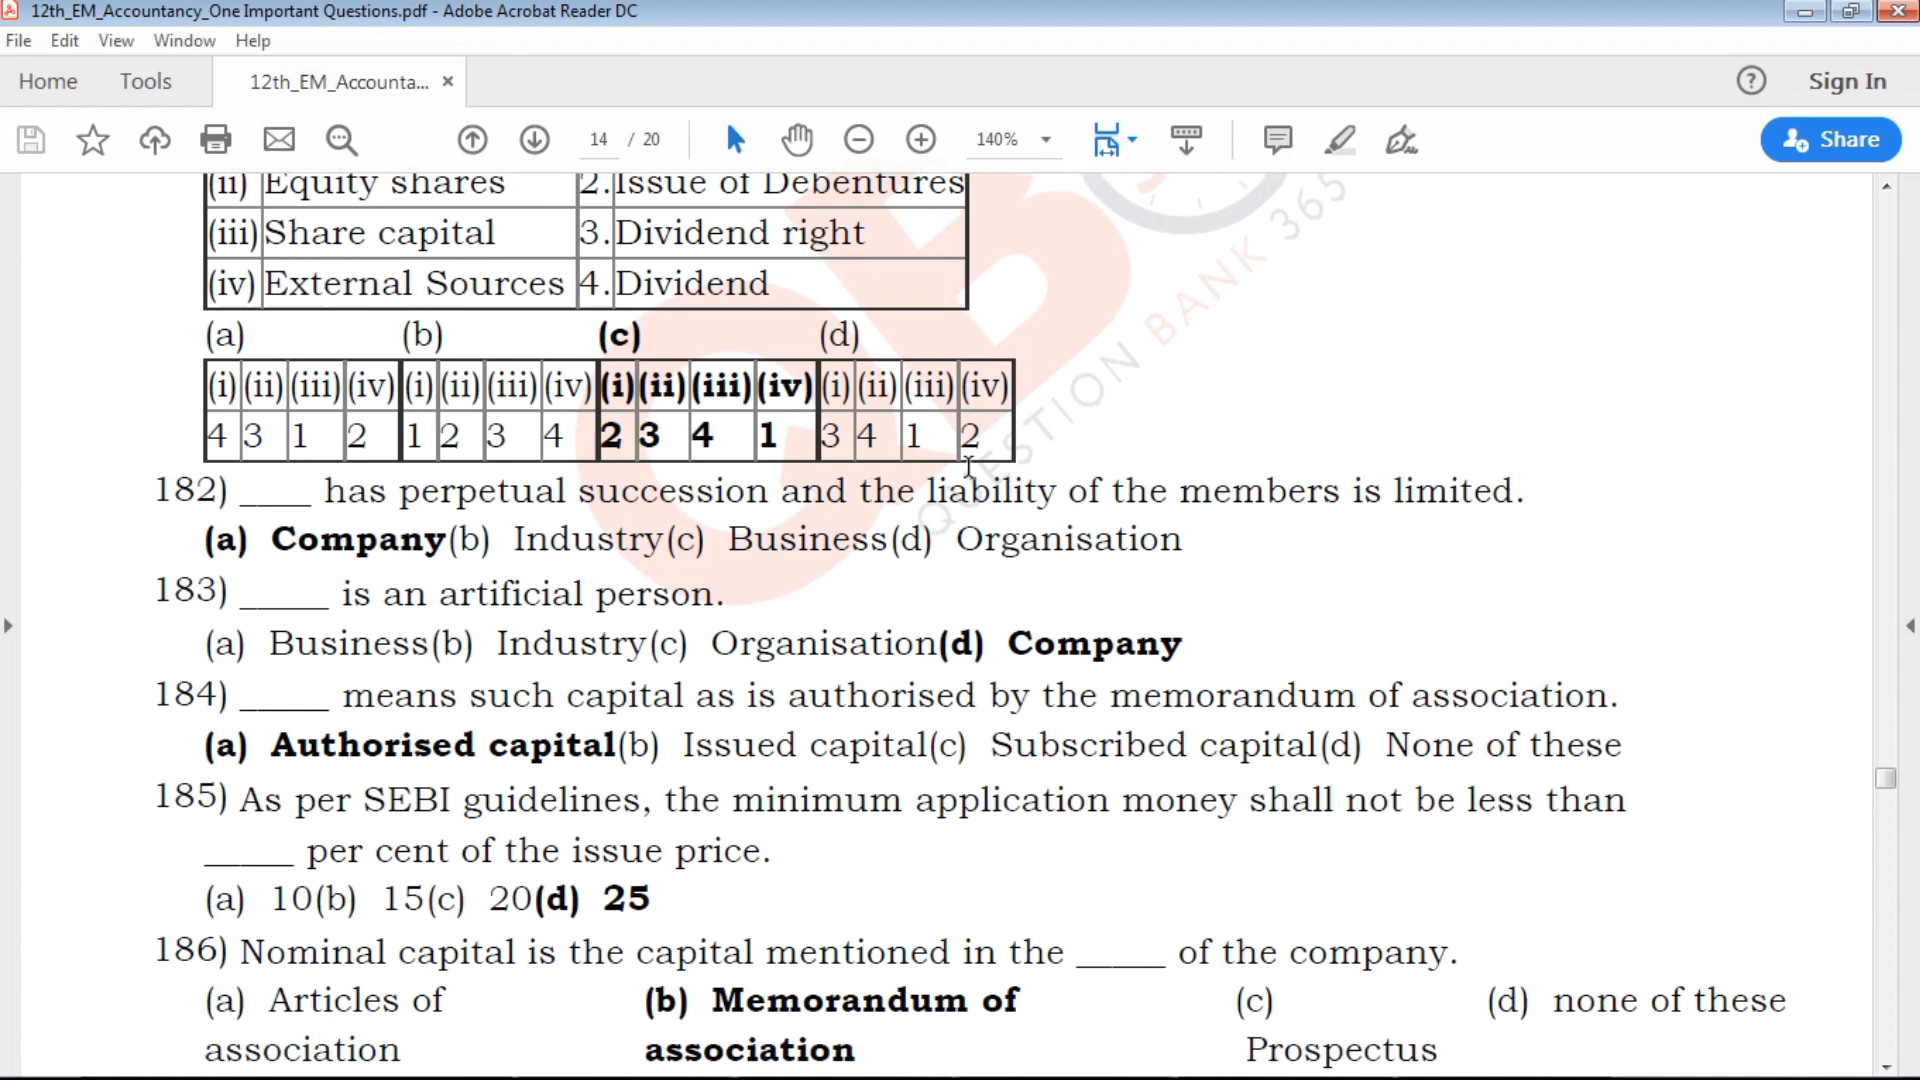 12th_EM_Accountancy_One Important Questions.pdf - Adobe Acrobat Reader DC
File Edit View Window Help
Home Tools 12th_EM_Accounta... × ? Sign In
14 / 20 140% Share
(ii) Equity shares 2. Issue of Debentures
(iii) Share capital 3. Dividend right
(iv) External Sources 4. Dividend
(a) (b) (c) (d)
(i) (ii) (iii) (iv) (i) (ii) (iii) (iv) (i) (ii) (iii) (iv) (i) (ii) (iii) (iv)
4 3 1 2 1 2 3 4 2 3 4 1 3 4 1 2
182) ____ has perpetual succession and the liability of the members is limited.
(a) Company(b) Industry(c) Business(d) Organisation
183) _____ is an artificial person.
(a) Business(b) Industry(c) Organisation(d) Company
184) _____ means such capital as is authorised by the memorandum of association.
(a) Authorised capital(b) Issued capital(c) Subscribed capital(d) None of these
185) As per SEBI guidelines, the minimum application money shall not be less than
_____ per cent of the issue price.
(a) 10(b) 15(c) 20(d) 25
186) Nominal capital is the capital mentioned in the _____ of the company.
(a) Articles of (b) Memorandum of (c) (d) none of these
association association Prospectus
QUESTION BANK 365